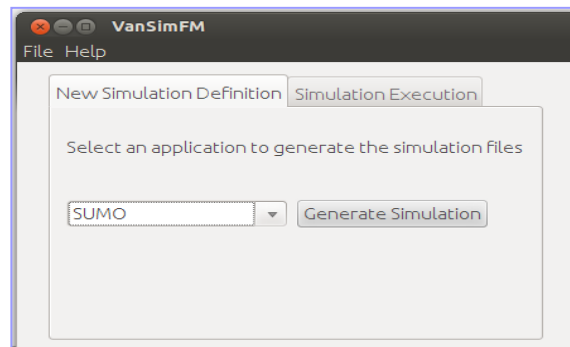 VanSimFM
File Help
New Simulation Definition Simulation Execution
Select an application to generate the simulation files
SUMO Generate Simulation